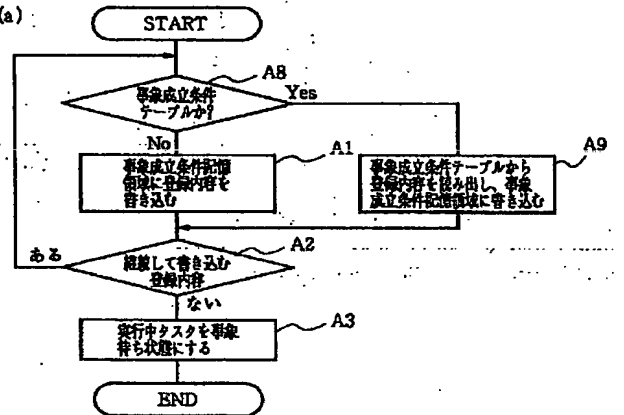 (a)
START
A8
事象成立条件
テーブルか?
Yes
No
A1
事象成立条件記憶
領域に登録内容を
書き込む
A9
事象成立条件テーブルから
登録内容を読み出し、事象
成立条件記憶領域に書き込む
A2
ある
継続して書き込む
登録内容
ない
A3
実行中タスクを事象
待ち状態にする
END